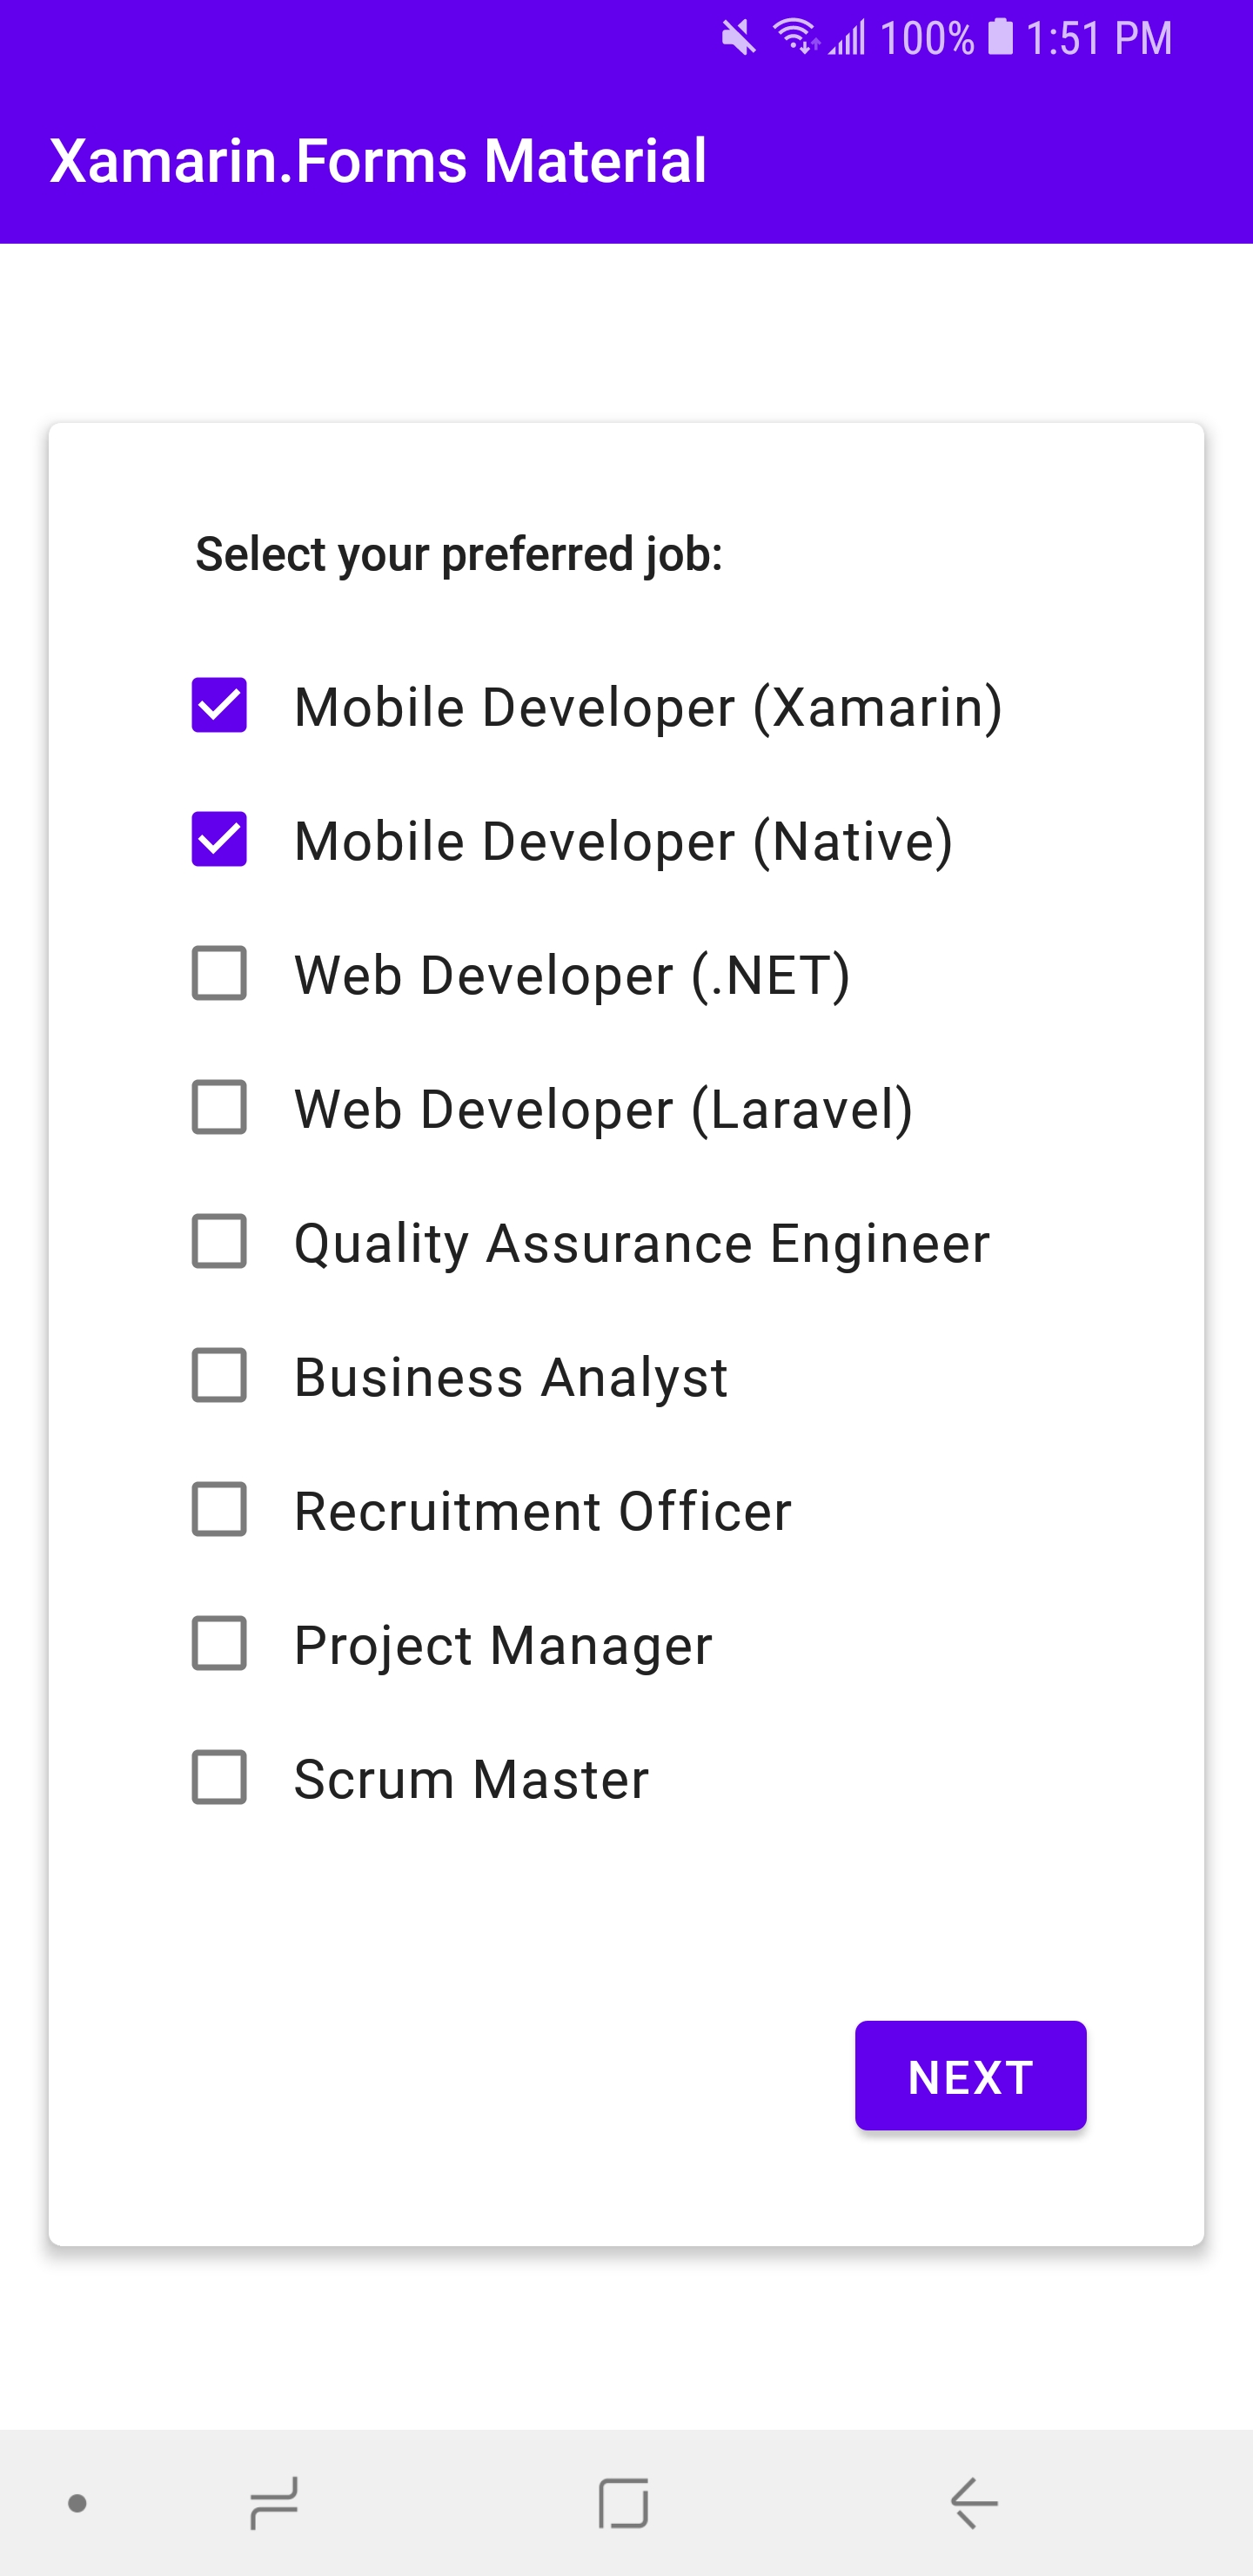 100% 1:51 PM
Xamarin.Forms Material
Select your preferred job:
Mobile Developer (Xamarin)
Mobile Developer (Native)
Web Developer (.NET)
Web Developer (Laravel)
Quality Assurance Engineer
Business Analyst
Recruitment Officer
Project Manager
Scrum Master
NEXT